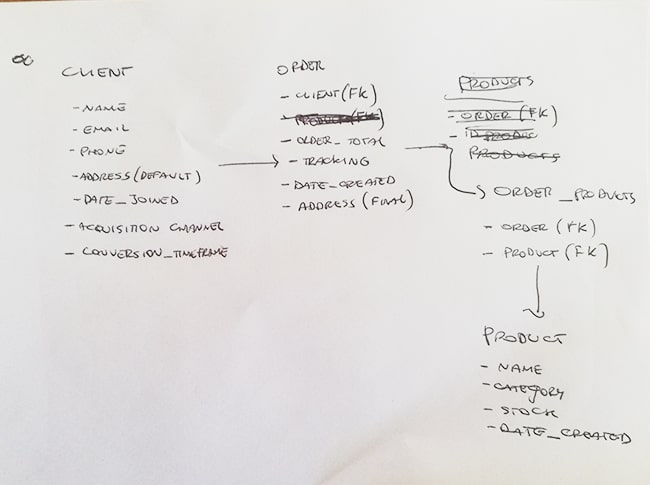 CLIENT
- NAME
- EMAIL
- PHONE
- ADDRESS (DEFAULT)
- DATE_JOINED
- ACQUISITION CHANNEL
- CONVERSION_TIMEFRAME
ORDER
- CLIENT (FK)
- PRODUCT (FK)
- ORDER_TOTAL
- TRACKING
- DATE_CREATED
- ADDRESS (FINAL)
PRODUCTS
- ORDER (FK)
- ID PRODUC
PRODUCTS
ORDER_PRODUCTS
- ORDER (FK)
- PRODUCT (FK)
PRODUCT
- NAME
- CATEGORY
- STOCK
- DATE_CREATED